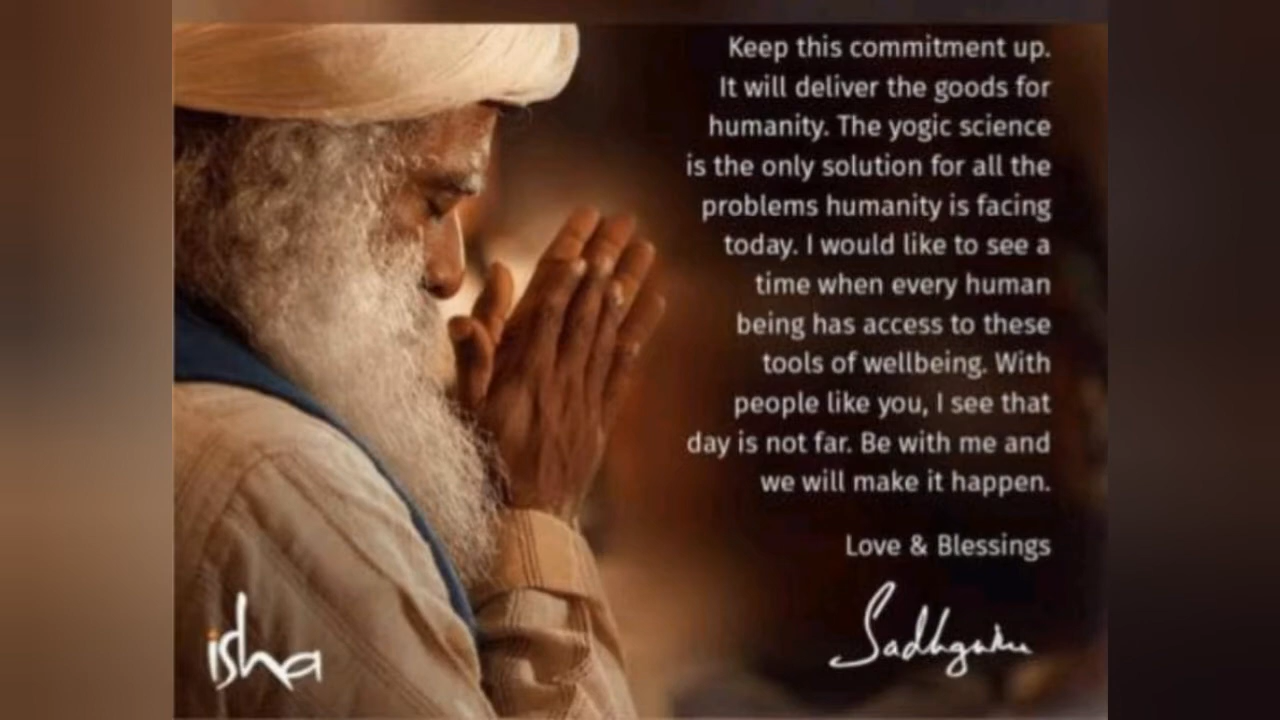 Keep this commitment up.
It will deliver the goods for
humanity. The yogic science
is the only solution for all the
problems humanity is facing
today. I would like to see a
time when every human
being has access to these
tools of wellbeing. With
people like you, I see that
day is not far. Be with me and
we will make it happen.
Love & Blessings
Sadhguru
isha